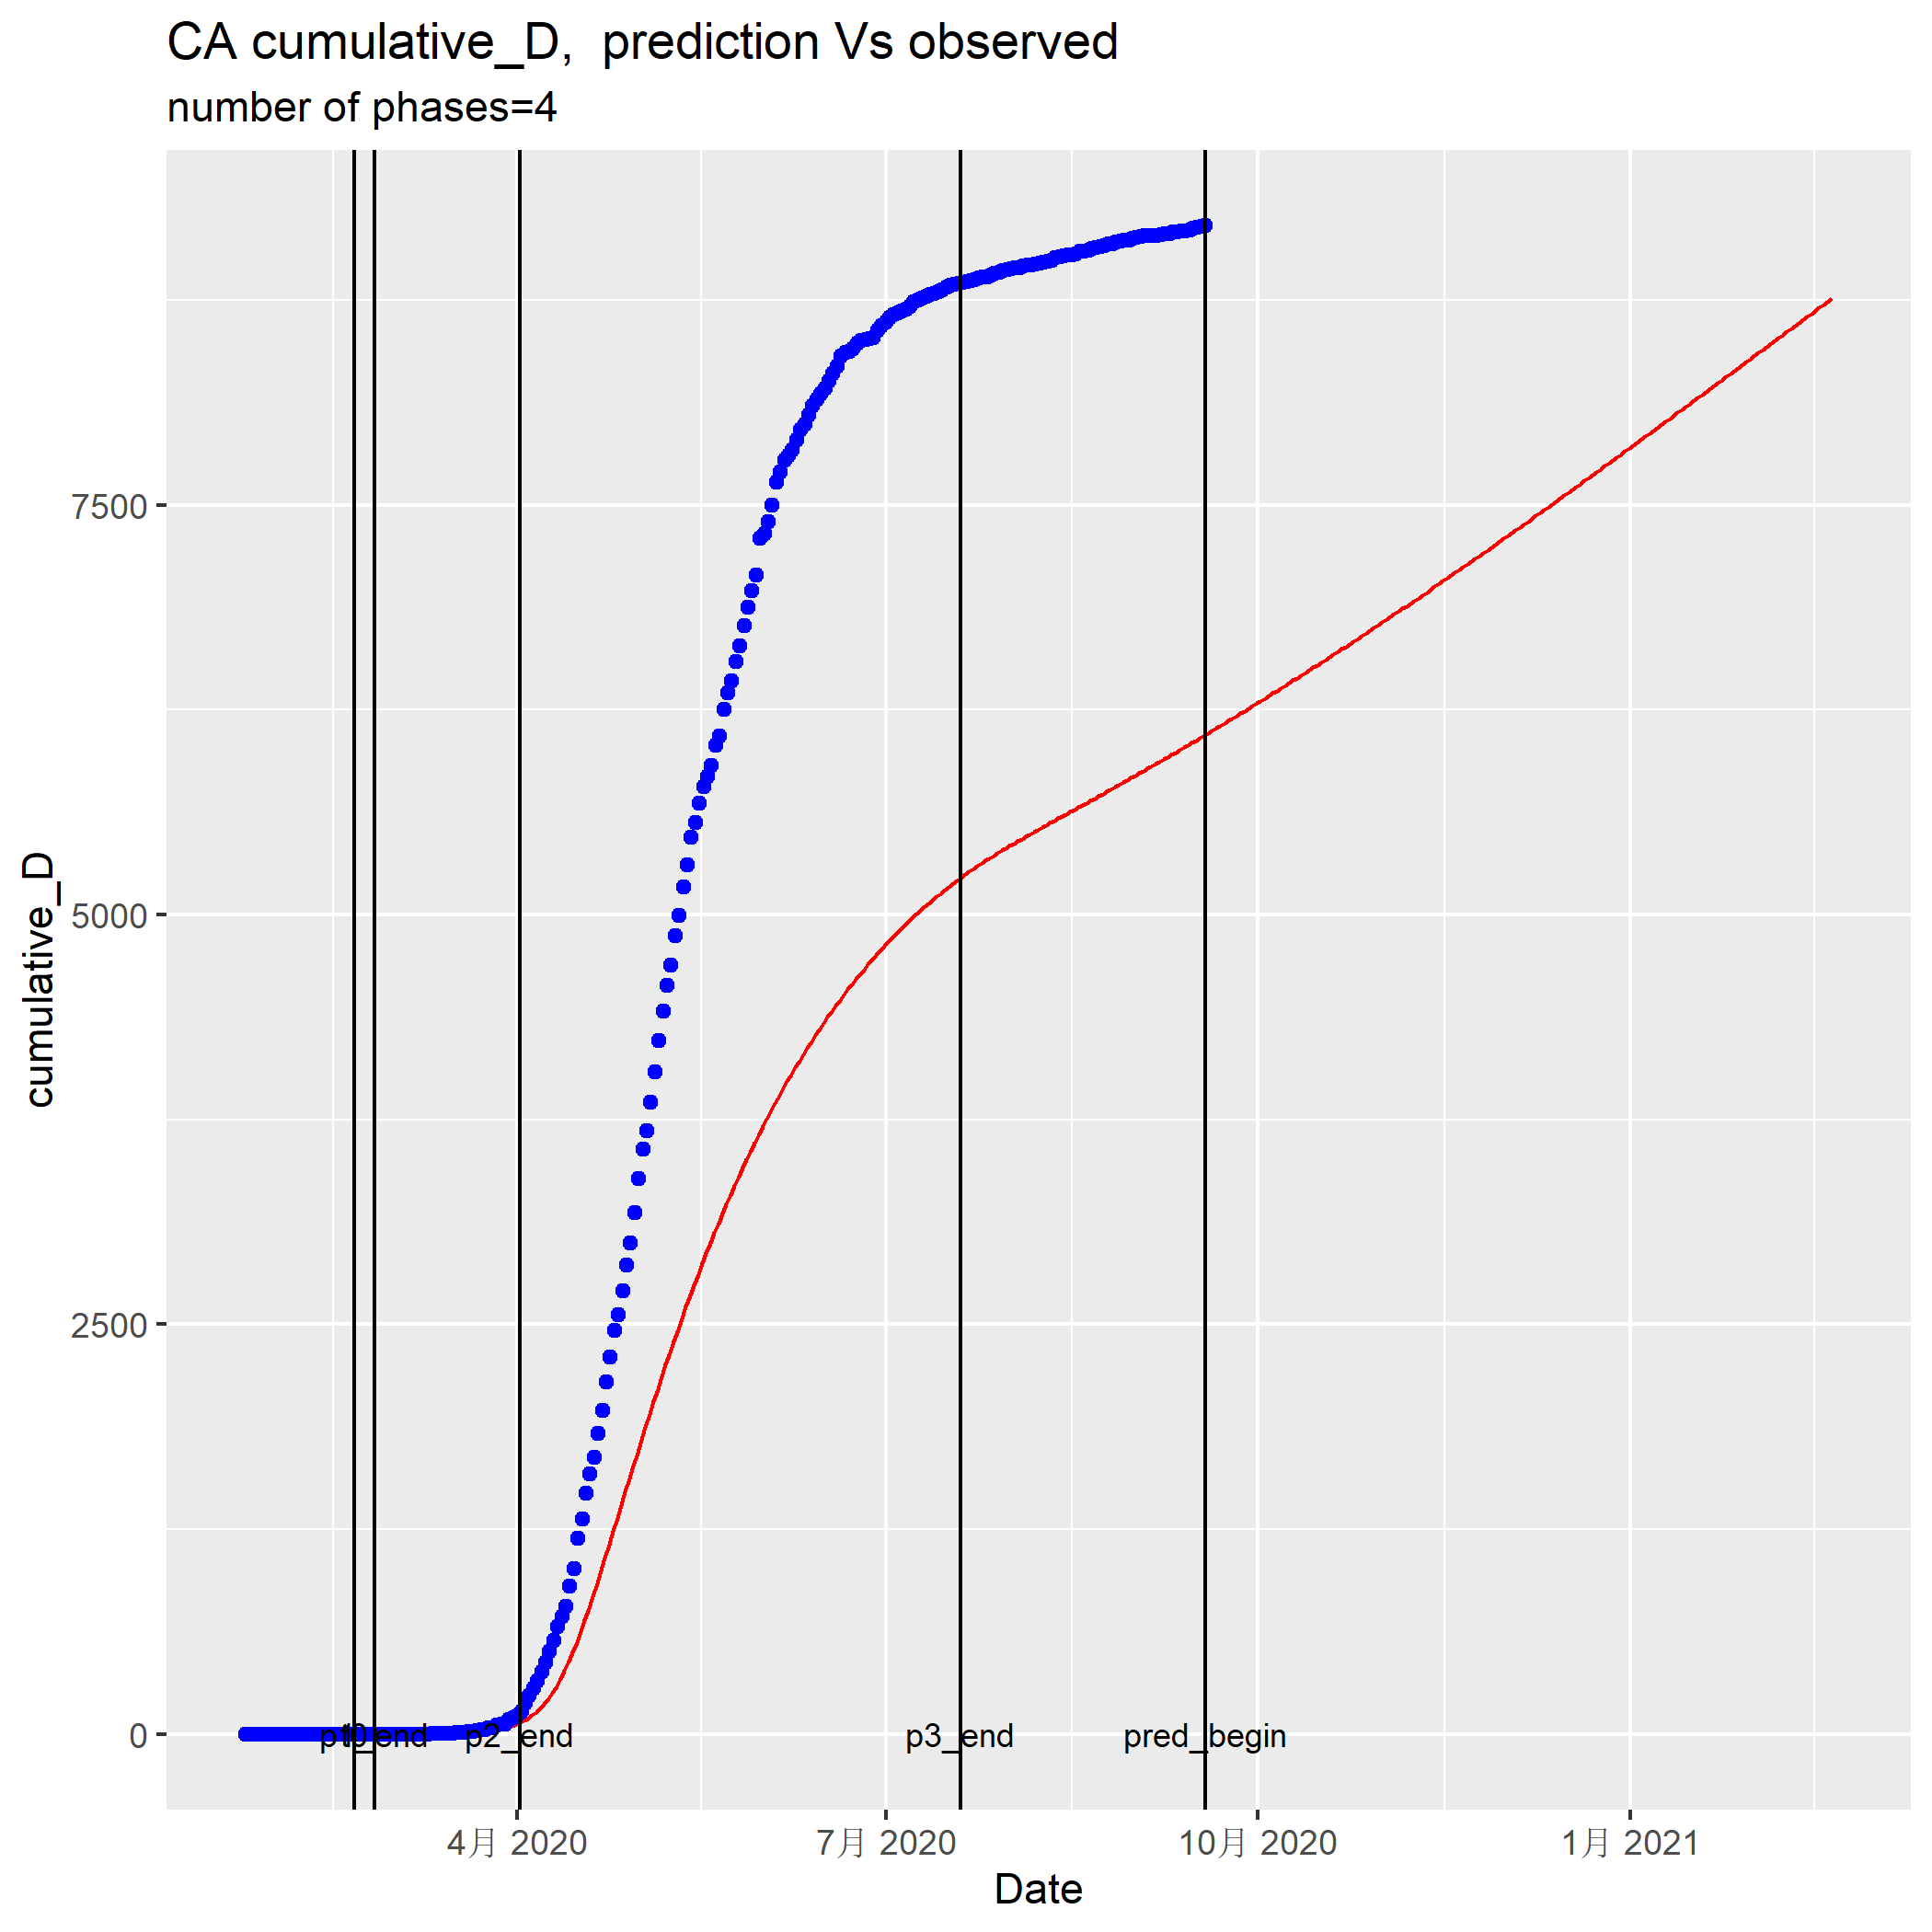 CA cumulative_D,  prediction Vs observed
number of phases=4
cumulative_D
7500
5000
2500
0
p2_end
p3_end
pred_begin
4月 2020
7月 2020
10月 2020
1月 2021
Date